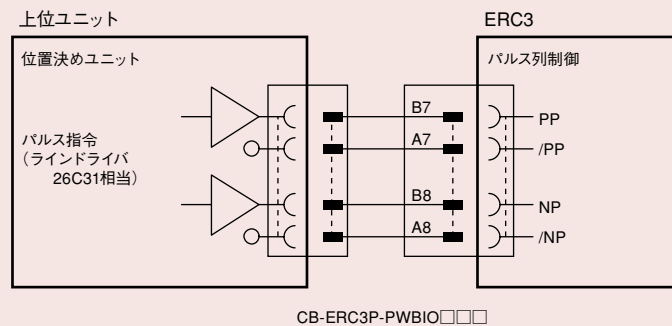 上位ユニット
ERC3
位置決めユニット
パルス列制御
パルス指令
（ラインドライバ
26C31相当）
B7
PP
A7
/PP
B8
NP
A8
/NP
CB-ERC3P-PWBIO□□□